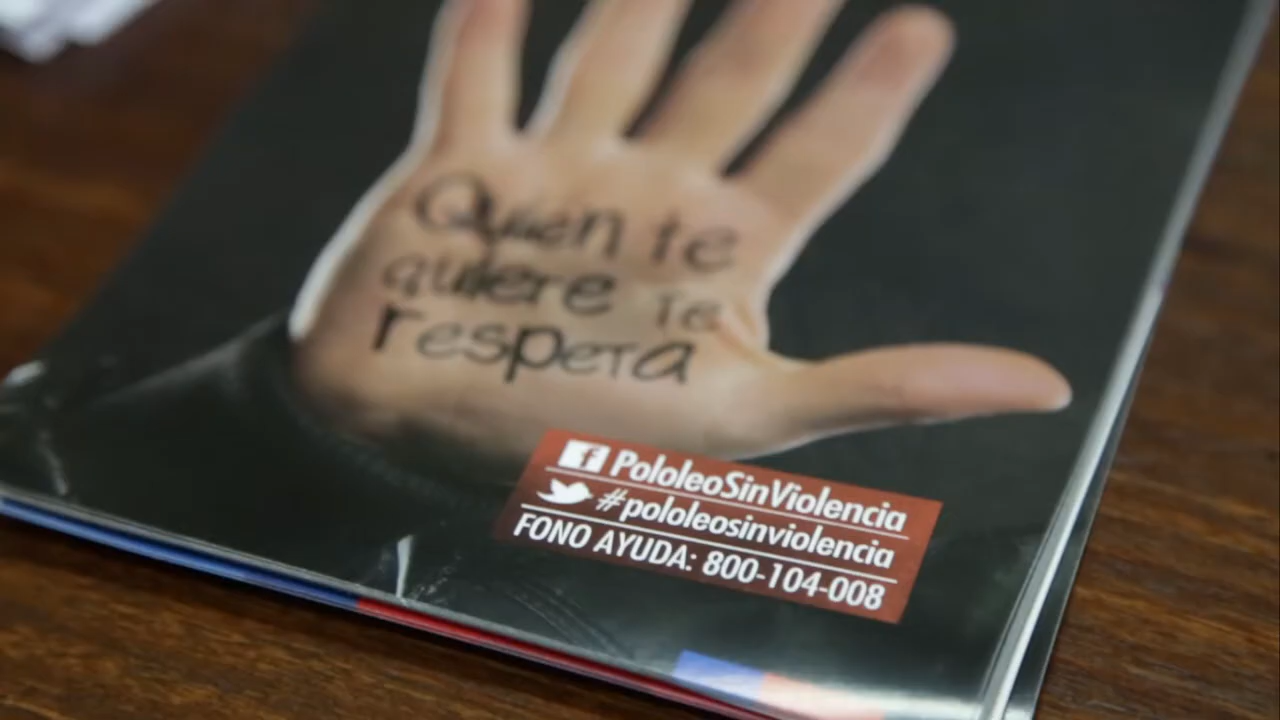 Quien te
quiere te
respeta
PololeoSinViolencia
#pololeosinviolencia
FONO AYUDA: 800-104-008